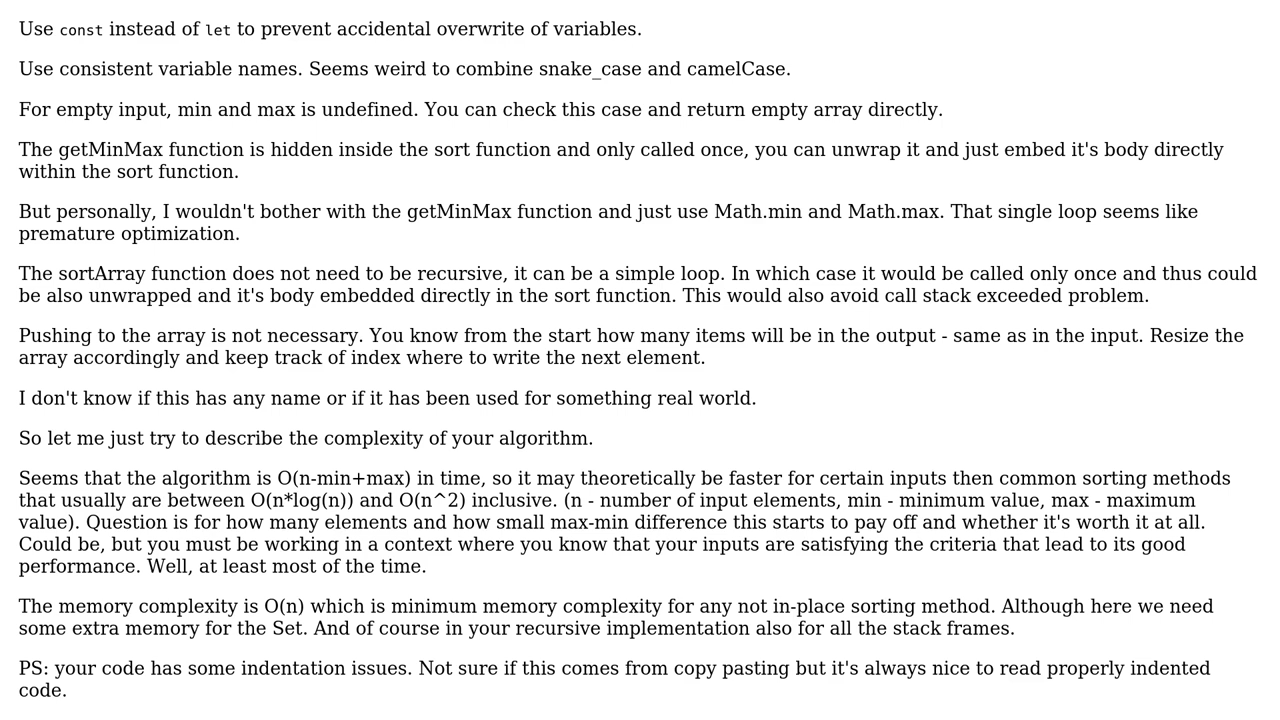 Use const instead of let to prevent accidental overwrite of variables.
Use consistent variable names. Seems weird to combine snake_case and camelCase.
For empty input, min and max is undefined. You can check this case and return empty array directly.
The getMinMax function is hidden inside the sort function and only called once, you can unwrap it and just embed it's body directly
within the sort function.
But personally, I wouldn't bother with the getMinMax function and just use Math.min and Math.max. That single loop seems like
premature optimization.
The sortArray function does not need to be recursive, it can be a simple loop. In which case it would be called only once and thus could
be also unwrapped and it's body embedded directly in the sort function. This would also avoid call stack exceeded problem.
Pushing to the array is not necessary. You know from the start how many items will be in the output - same as in the input. Resize the
array accordingly and keep track of index where to write the next element.
I don't know if this has any name or if it has been used for something real world.
So let me just try to describe the complexity of your algorithm.
Seems that the algorithm is O(n-min+max) in time, so it may theoretically be faster for certain inputs then common sorting methods
that usually are between O(n*log(n)) and O(n^2) inclusive. (n - number of input elements, min - minimum value, max - maximum
value). Question is for how many elements and how small max-min difference this starts to pay off and whether it's worth it at all.
Could be, but you must be working in a context where you know that your inputs are satisfying the criteria that lead to its good
performance. Well, at least most of the time.
The memory complexity is O(n) which is minimum memory complexity for any not in-place sorting method. Although here we need
some extra memory for the Set. And of course in your recursive implementation also for all the stack frames.
PS: your code has some indentation issues. Not sure if this comes from copy pasting but it's always nice to read properly indented
code.